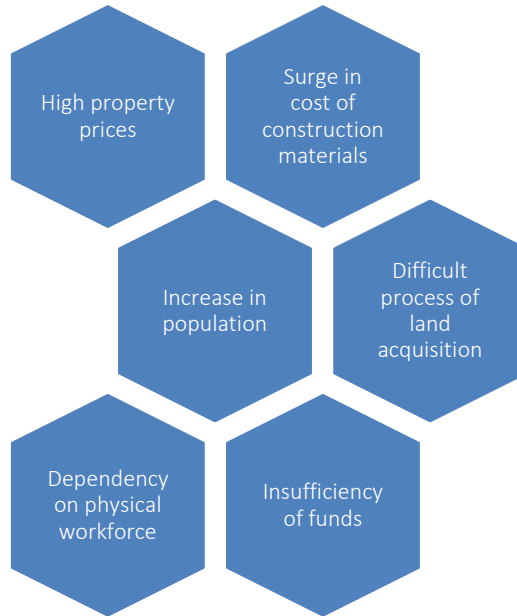 High property
prices
Surge in
cost of
construction
materials
Increase in
population
Difficult
process of
land
acquisition
Dependency
on physical
workforce
Insufficiency
of funds